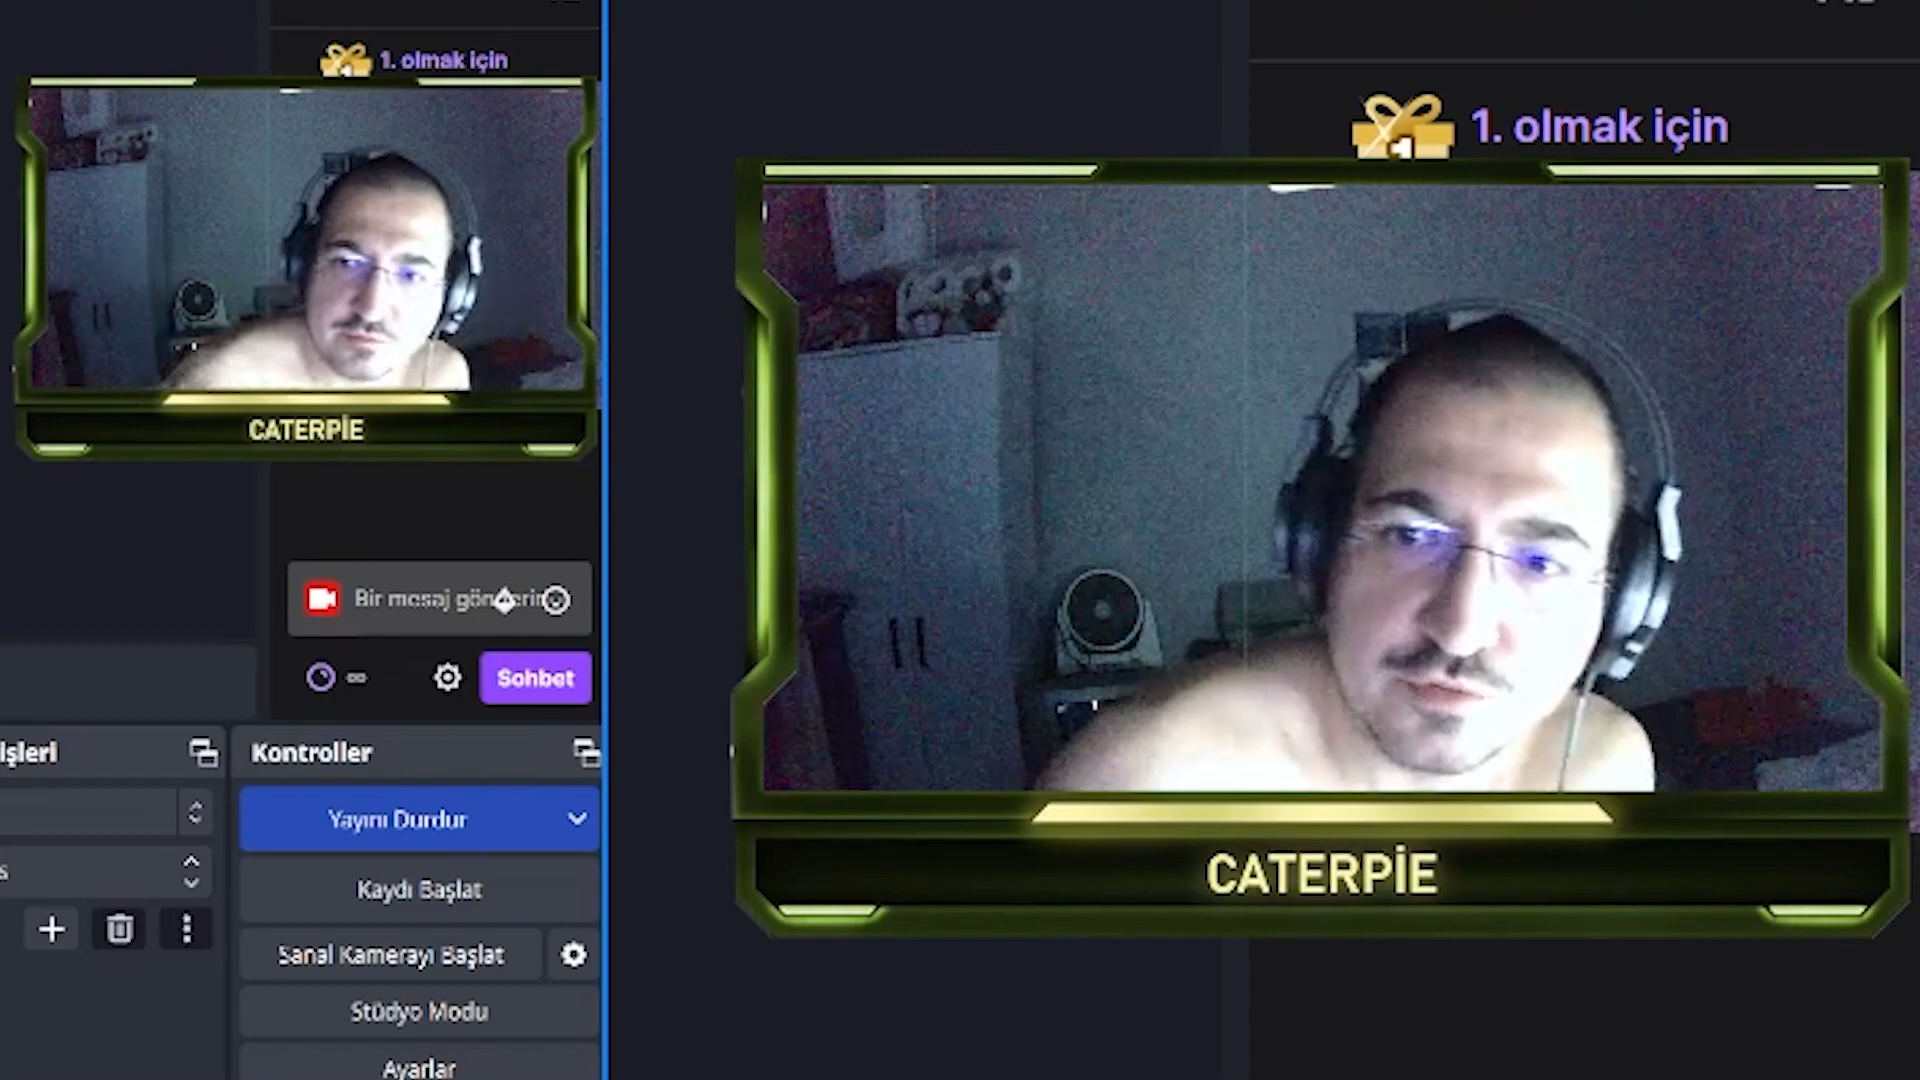 1. olmak için
CATERPİE
Sohbet
işleri
Kontroller
Yayını Durdur
Kaydı Başlat
Sanal Kamerayı Başlat
Stüdyo Modu
Ayarlar
Bir mesaj
1. olmak için
CATERPİE